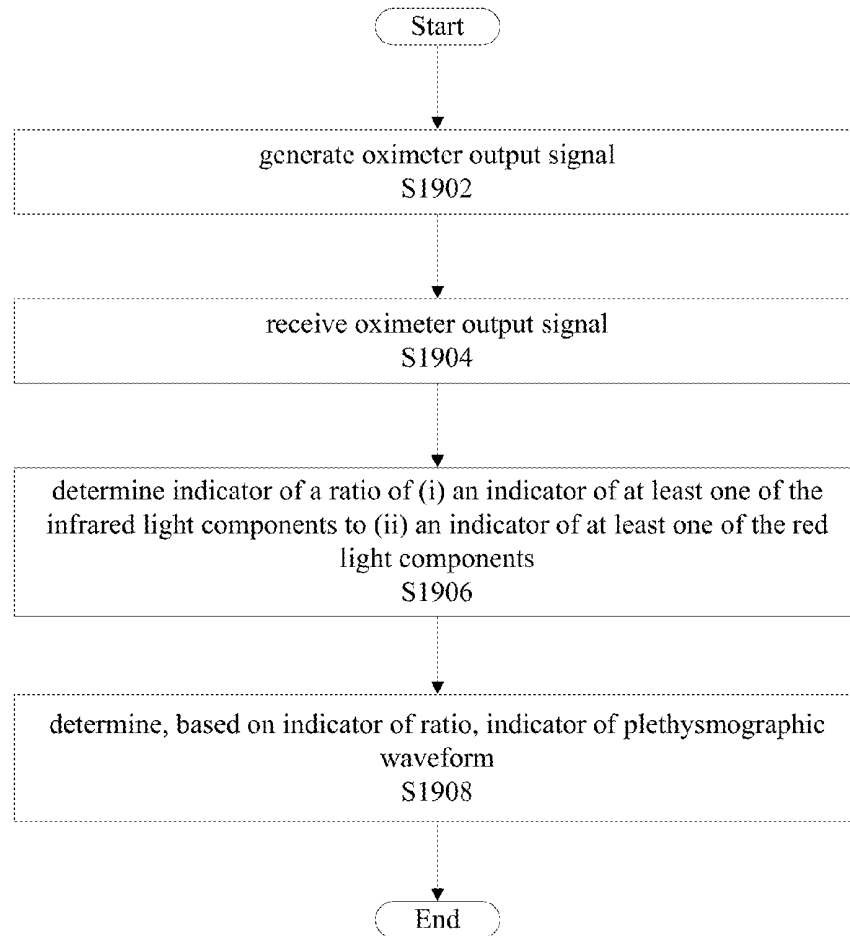 Start
generate oximeter output signal
S1902
receive oximeter output signal
S1904
determine indicator of a ratio of (i) an indicator of at least one of the
infrared light components to (ii) an indicator of at least one of the red
light components
S1906
determine, based on indicator of ratio, indicator of plethysmographic
waveform
S1908
End